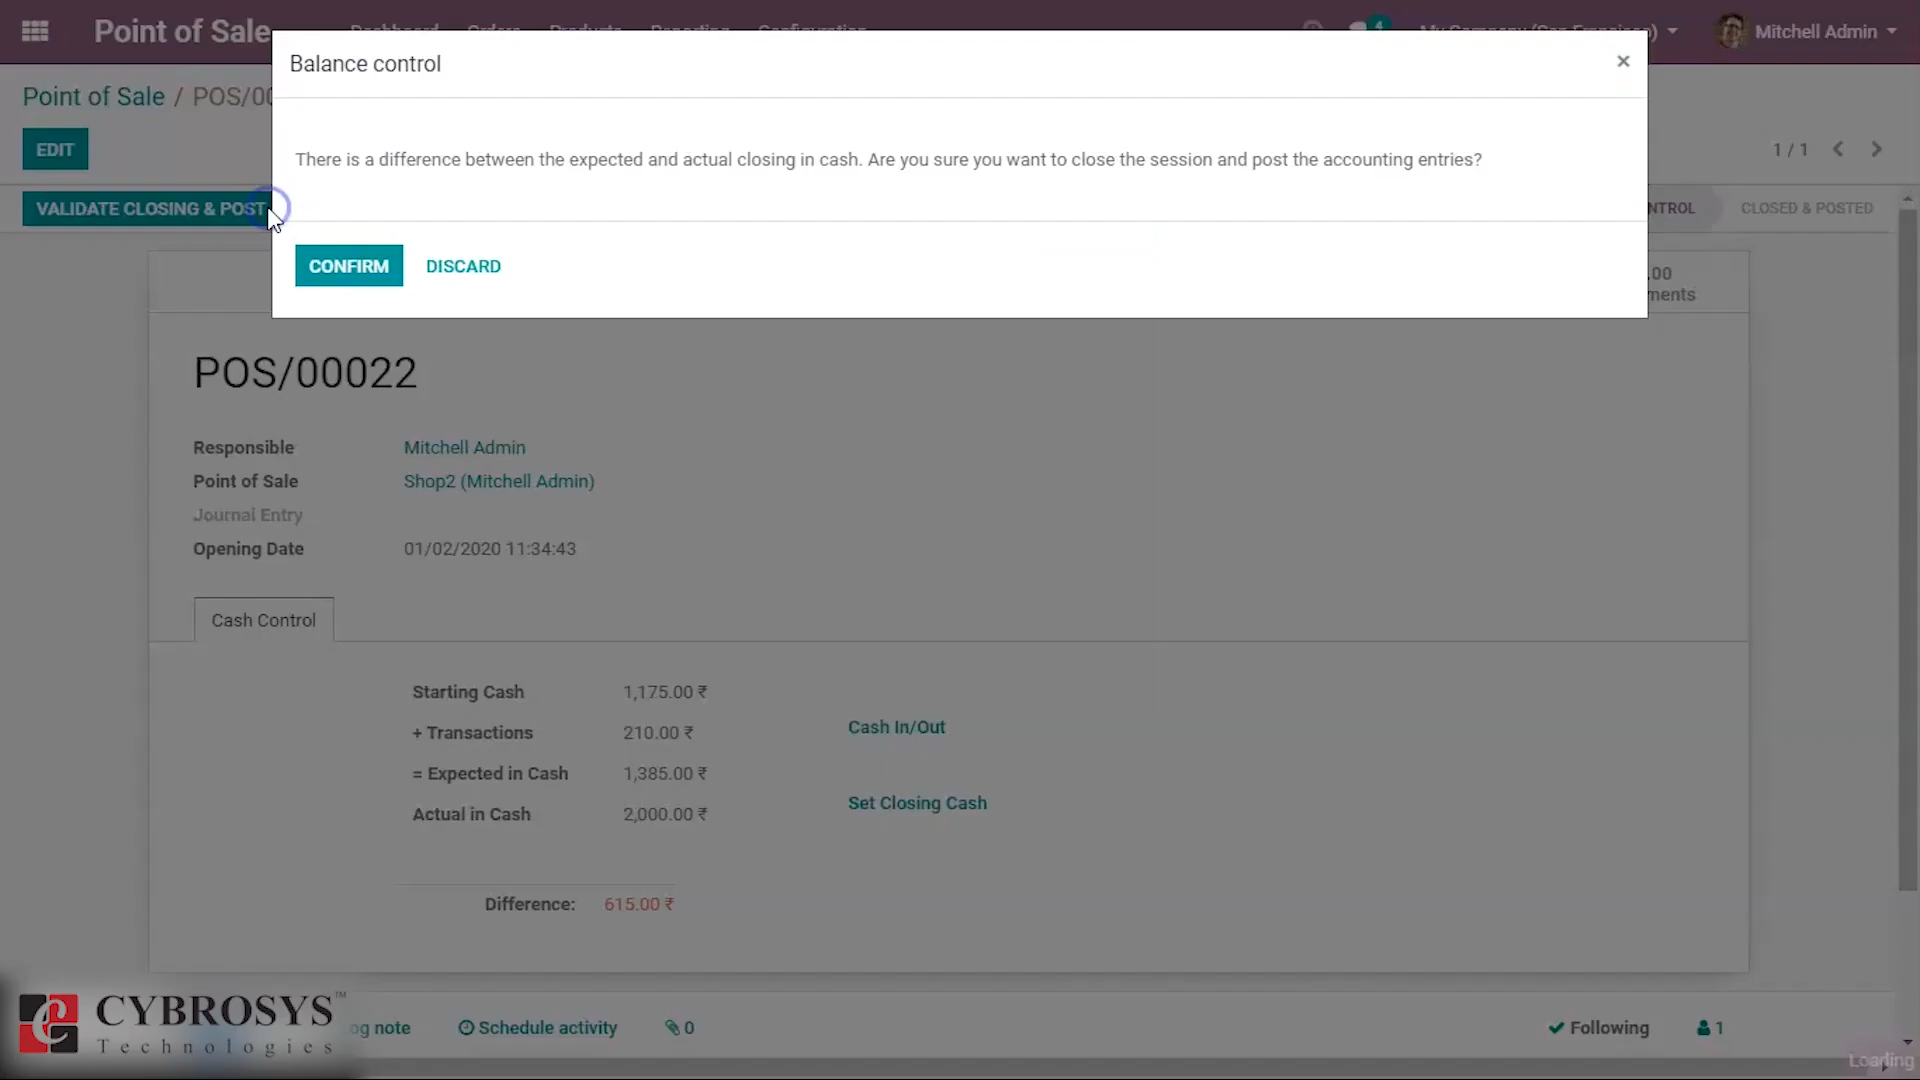 Point of Sale
4
Mitchell Admin
Balance control
×
Point of Sale / POS/00
There is a difference between the expected and actual closing in cash. Are you sure you want to close the session and post the accounting entries?
EDIT
1 / 1
VALIDATE CLOSING & POST
NTROL
CLOSED & POSTED
CONFIRM
DISCARD
.00
ments
POS/00022
Responsible
Mitchell Admin
Point of Sale
Shop2 (Mitchell Admin)
Journal Entry
Opening Date
01/02/2020 11:34:43
Cash Control
Starting Cash 1,175.00 ₹
+ Transactions 210.00 ₹
Cash In/Out
= Expected in Cash 1,385.00 ₹
Set Closing Cash
Actual in Cash 2,000.00 ₹
Difference: 615.00 ₹
CYBROSYS™
Technologies
og note
Schedule activity
0
Following
1
Loading